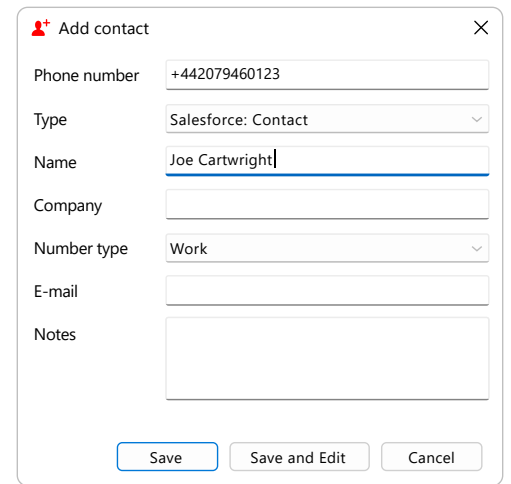 Add contact
Phone number +442079460123
Type Salesforce: Contact
Name Joe Cartwright
Company
Number type Work
E-mail
Notes
Save Save and Edit Cancel